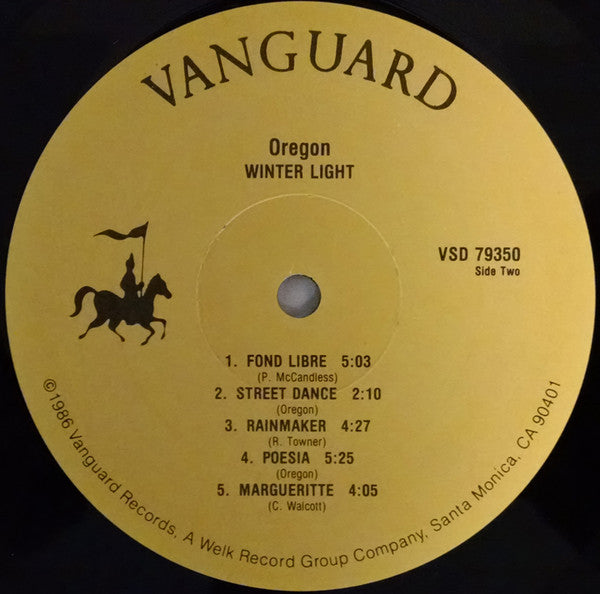 VANGUARD
Oregon
WINTER LIGHT
VSD 79350
Side Two
1. FOND LIBRE 5:03
(P. McCandless)
2. STREET DANCE 2:10
(Oregon)
3. RAINMAKER 4:27
(R. Towner)
4. POESIA 5:25
(Oregon)
5. MARGUERITTE 4:05
(C. Walcott)
©1986 Vanguard Records, A Welk Record Group Company, Santa Monica, CA 90401